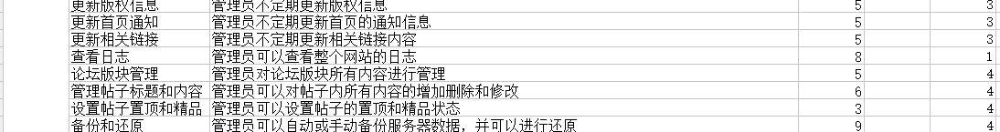 更新版权信息 管理员不定期更新版权信息 5 3
更新首页通知 管理员不定期更新首页的通知信息 5 3
更新相关链接 管理员不定期更新相关链接内容 5 3
查看日志 管理员可以查看整个网站的日志 8 1
论坛版块管理 管理员对论坛版块所有内容进行管理 5 4
管理帖子标题和内容 管理员可以对帖子内所有内容的增加删除和修改 6 4
设置帖子置顶和精品 管理员可以设置帖子的置顶和精品状态 3 4
备份和还原 管理员可以自动或手动备份服务器数据，并可以进行还原 9 4